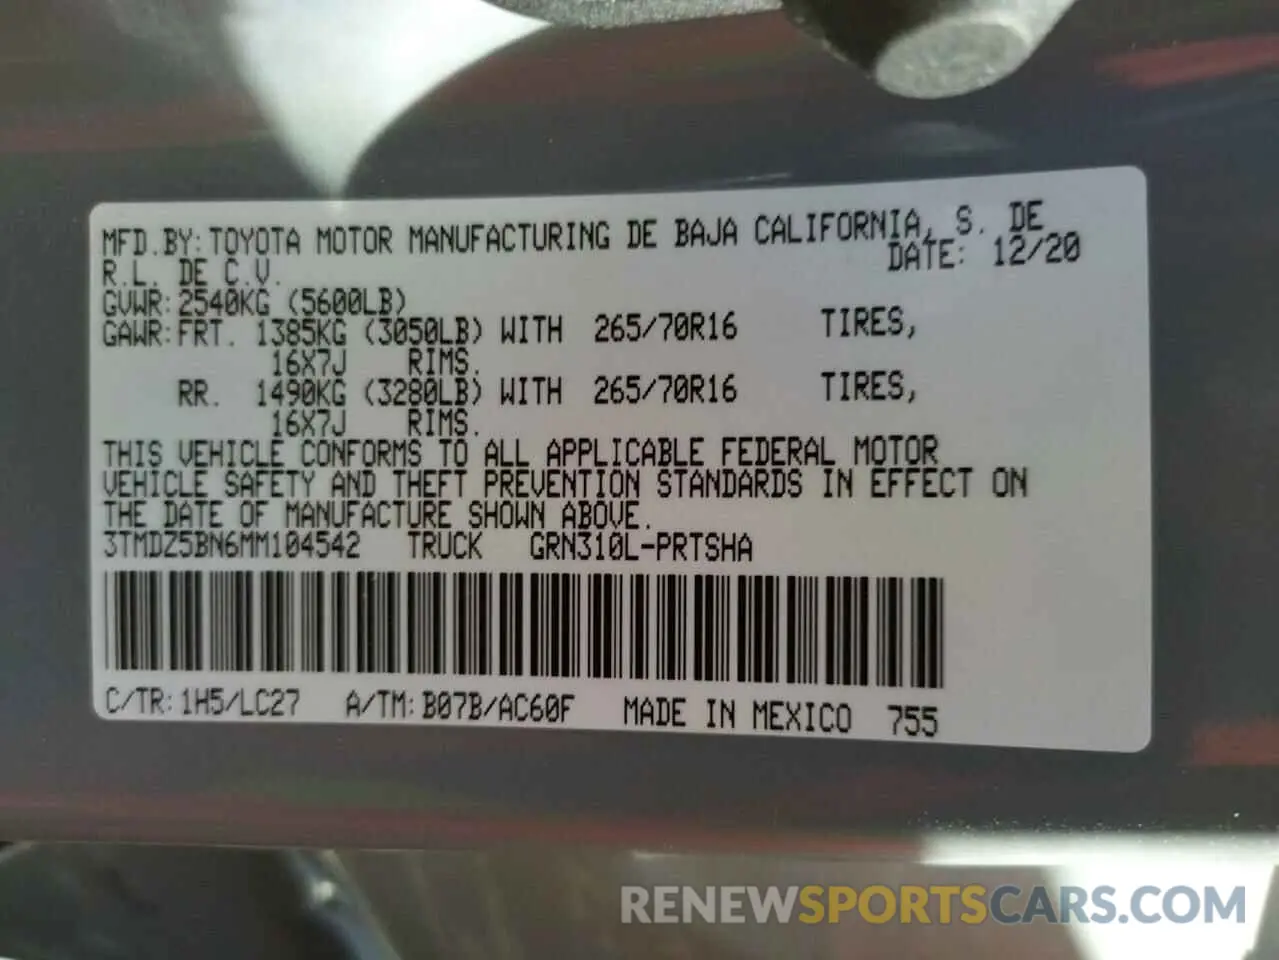 MFD.BY:TOYOTA MOTOR MANUFACTURING DE BAJA CALIFORNIA, S. DE
R.L. DE C.V. DATE: 12/20
GVWR:2540KG (5600LB)
GAWR:FRT. 1385KG (3050LB) WITH 265/70R16 TIRES,
16X7J RIMS.
RR. 1490KG (3280LB) WITH 265/70R16 TIRES,
16X7J RIMS.
THIS VEHICLE CONFORMS TO ALL APPLICABLE FEDERAL MOTOR
VEHICLE SAFETY AND THEFT PREVENTION STANDARDS IN EFFECT ON
THE DATE OF MANUFACTURE SHOWN ABOVE.
3TMDZ5BN6MM104542 TRUCK GRN310L-PRTSHA
C/TR:1H5/LC27 A/TM:B07B/AC60F MADE IN MEXICO 755
RENEWSPORTSCARS.COM